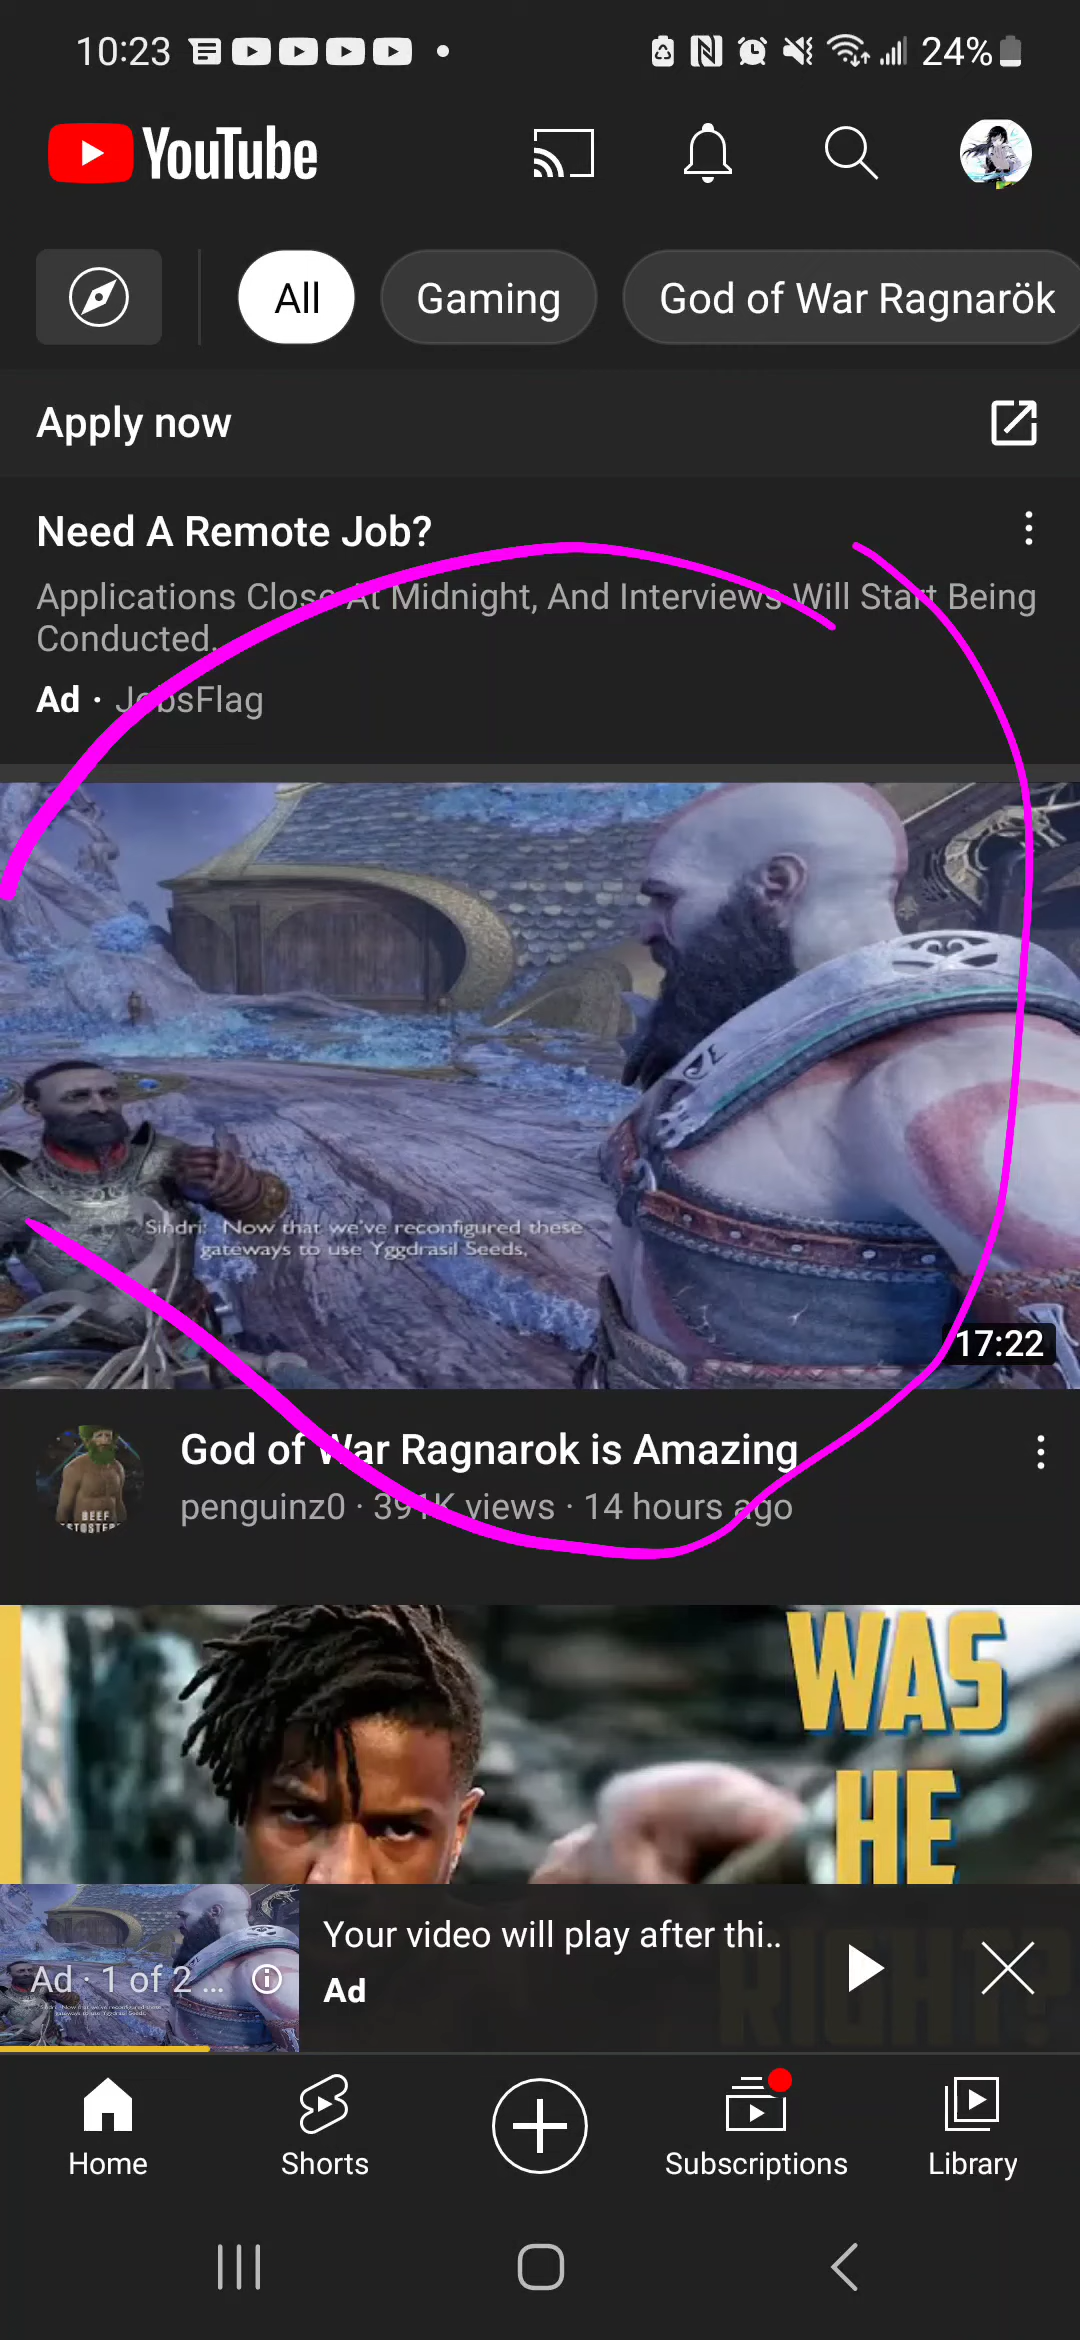 10:23
24%
YouTube
All
Gaming
God of War Ragnarök
Apply now
Need A Remote Job?
Applications Close At Midnight, And Interviews Will Start Being
Conducted.
Ad · JobsFlag
Sindri: Now that we've reconfigured these
gateways to use Yggdrasil Seeds,
17:22
God of War Ragnarok is Amazing
penguinz0 · 391K views · 14 hours ago
BEEF
WAS
HE
RIGHT?
Your video will play after thi..
Ad · 1 of 2 ...
Ad
Home
Shorts
Subscriptions
Library